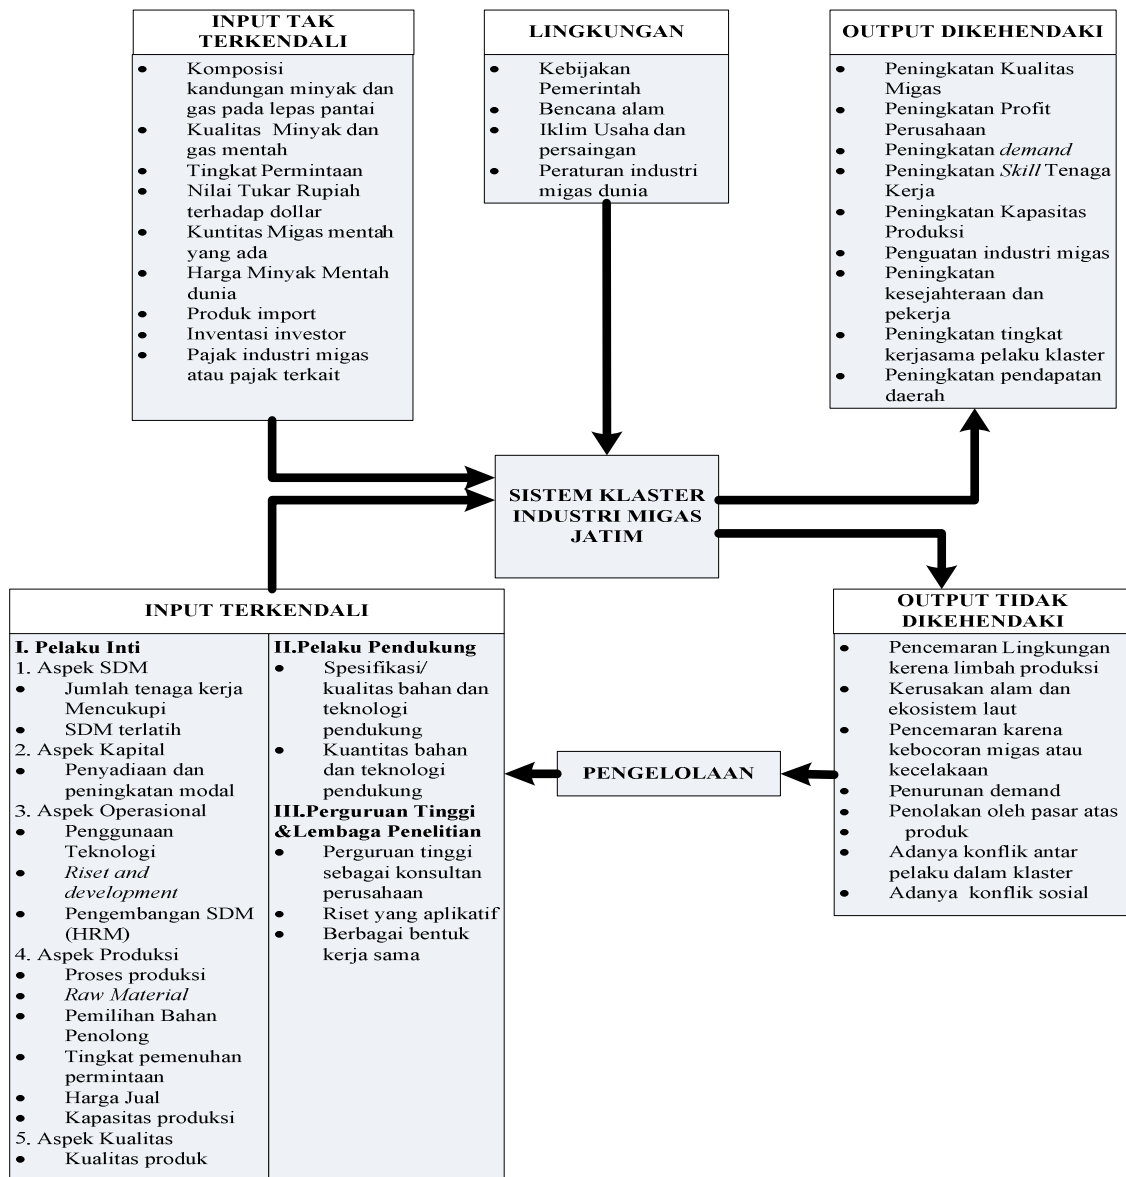 INPUT TAK
TERKENDALI
• Komposisi
kandungan minyak dan
gas pada lepas pantai
• Kualitas Minyak dan
gas mentah
• Tingkat Permintaan
• Nilai Tukar Rupiah
terhadap dollar
• Kuntitas Migas mentah
yang ada
• Harga Minyak Mentah
dunia
• Produk import
• Inventasi investor
• Pajak industri migas
atau pajak terkait
LINGKUNGAN
• Kebijakan
Pemerintah
• Bencana alam
• Iklim Usaha dan
persaingan
• Peraturan industri
migas dunia
OUTPUT DIKEHENDAKI
• Peningkatan Kualitas
Migas
• Peningkatan Profit
Perusahaan
• Peningkatan demand
• Peningkatan Skill Tenaga
Kerja
• Peningkatan Kapasitas
Produksi
• Penguatan industri migas
• Peningkatan
kesejahteraan dan
pekerja
• Peningkatan tingkat
kerjasama pelaku klaster
• Peningkatan pendapatan
daerah
SISTEM KLASTER
INDUSTRI MIGAS
JATIM
INPUT TERKENDALI
I. Pelaku Inti
1. Aspek SDM
• Jumlah tenaga kerja
Mencukupi
• SDM terlatih
2. Aspek Kapital
• Penyadiaan dan
peningkatan modal
3. Aspek Operasional
• Penggunaan
Teknologi
• Riset and
development
• Pengembangan SDM
(HRM)
4. Aspek Produksi
• Proses produksi
• Raw Material
• Pemilihan Bahan
Penolong
• Tingkat pemenuhan
permintaan
• Harga Jual
• Kapasitas produksi
5. Aspek Kualitas
• Kualitas produk
II.Pelaku Pendukung
• Spesifikasi/
kualitas bahan dan
teknologi
pendukung
• Kuantitas bahan
dan teknologi
pendukung
III.Perguruan Tinggi
&Lembaga Penelitian
• Perguruan tinggi
sebagai konsultan
perusahaan
• Riset yang aplikatif
• Berbagai bentuk
kerja sama
PENGELOLAAN
OUTPUT TIDAK
DIKEHENDAKI
• Pencemaran Lingkungan
kerena limbah produksi
• Kerusakan alam dan
ekosistem laut
• Pencemaran karena
kebocoran migas atau
kecelakaan
• Penurunan demand
• Penolakan oleh pasar atas
• produk
• Adanya konflik antar
pelaku dalam klaster
• Adanya konflik sosial